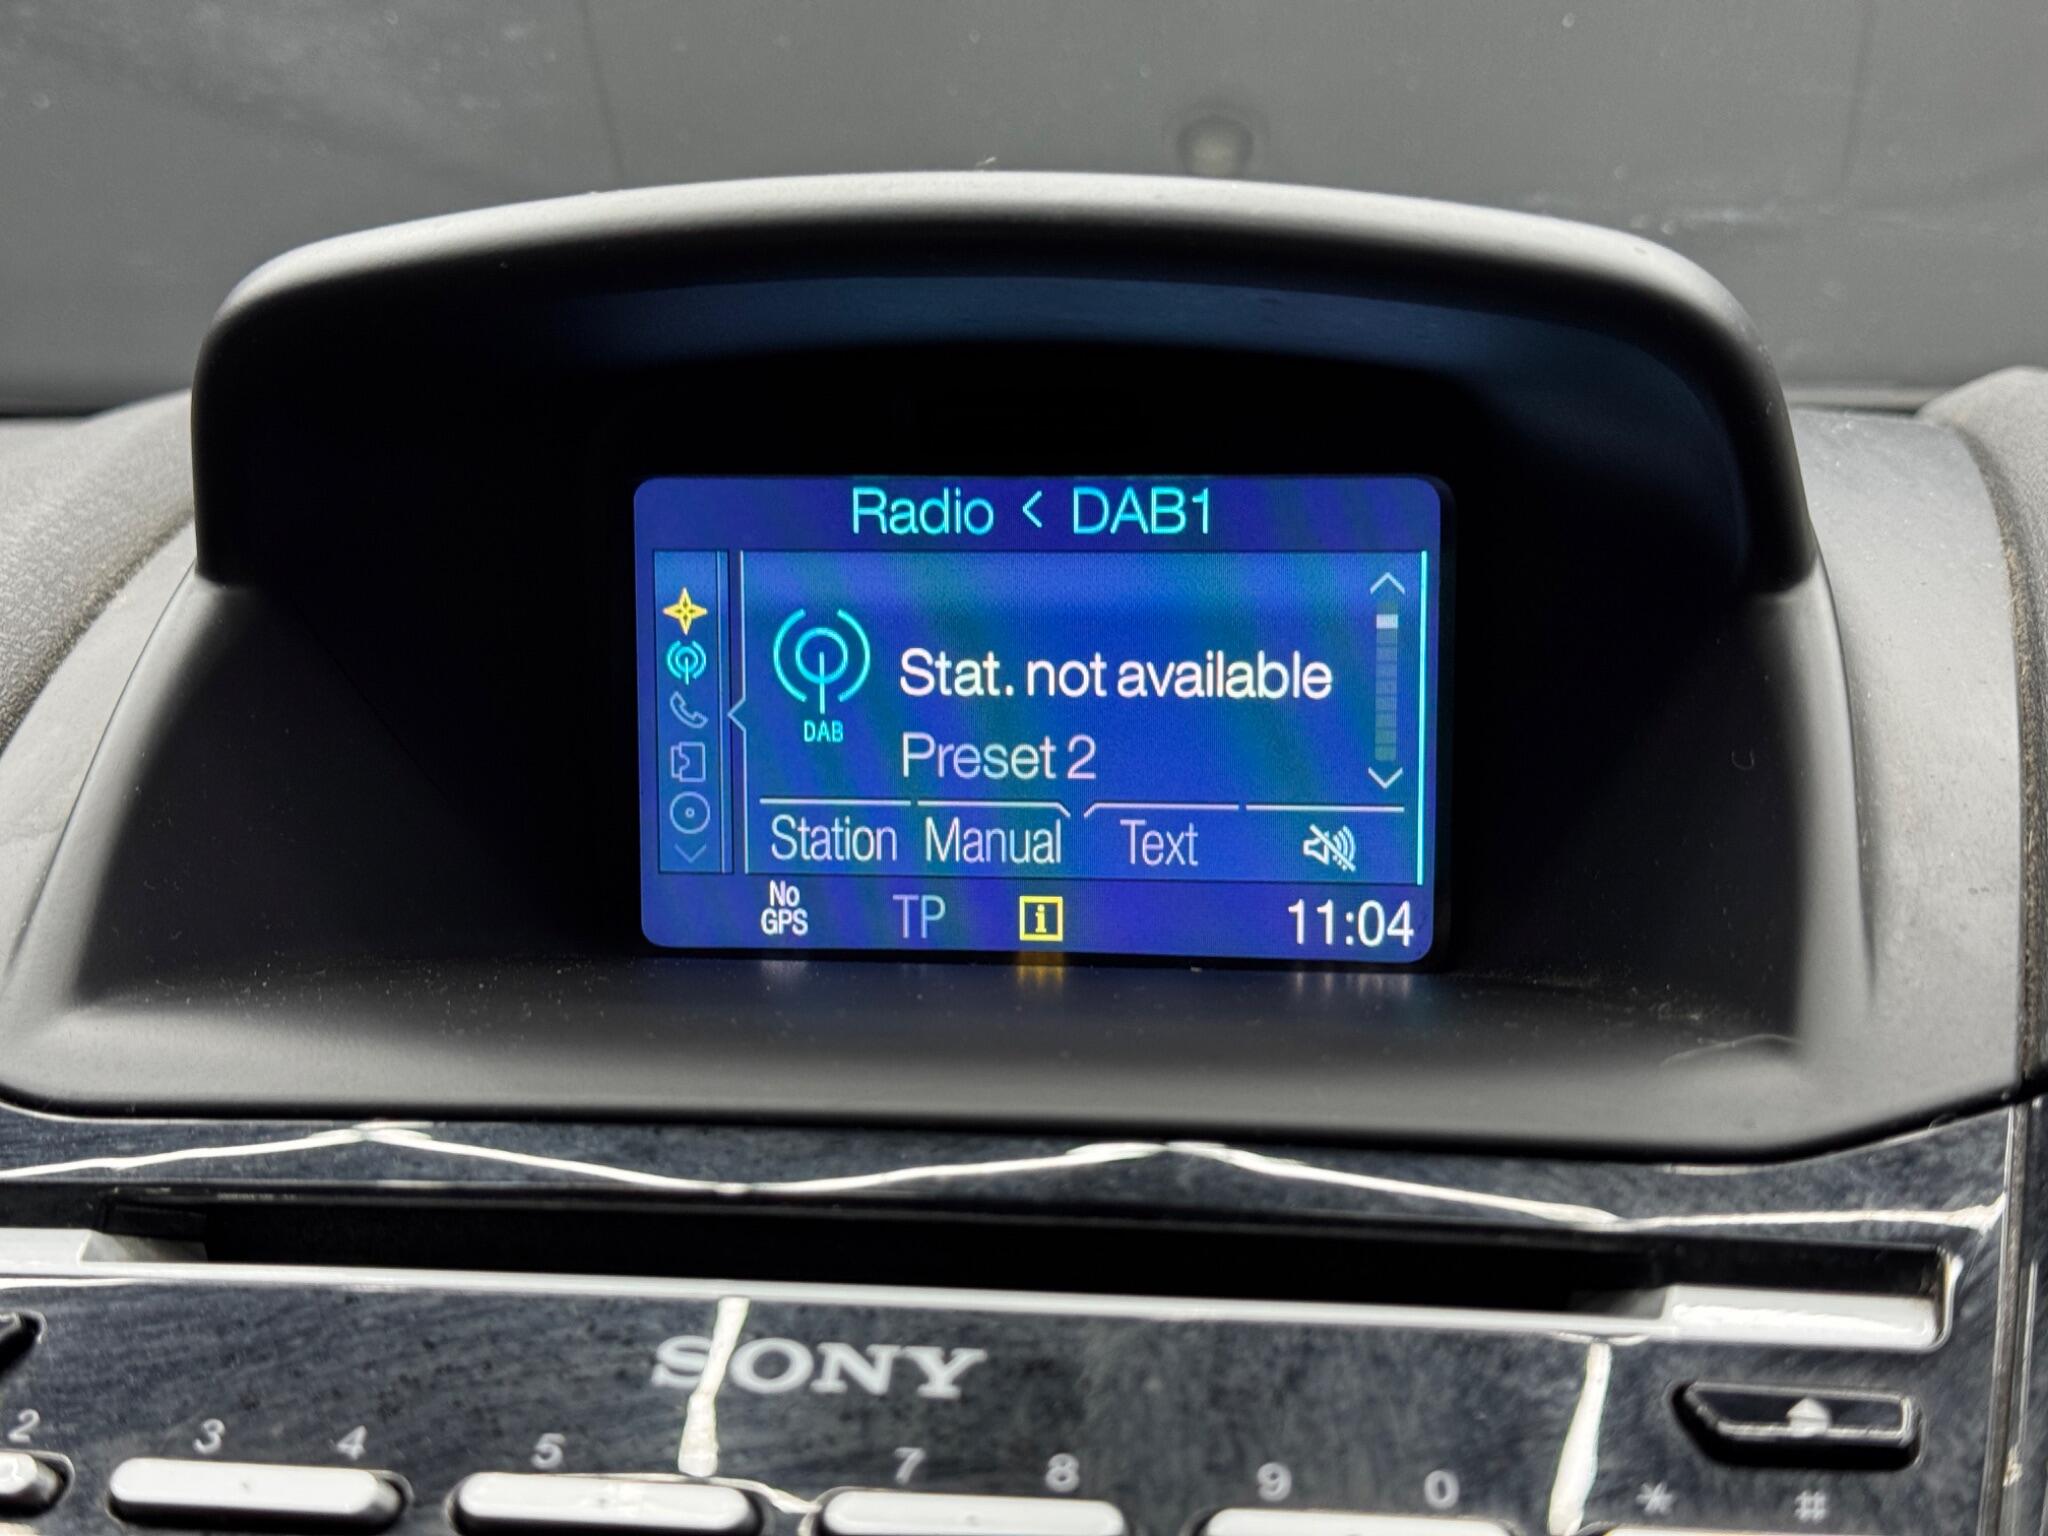 Radio < DAB1
Stat. not available
DAB
Preset 2
Station Manual Text
No
GPS
TP i 11:04
SONY
2 3 4 5 7 8 9 0 * #